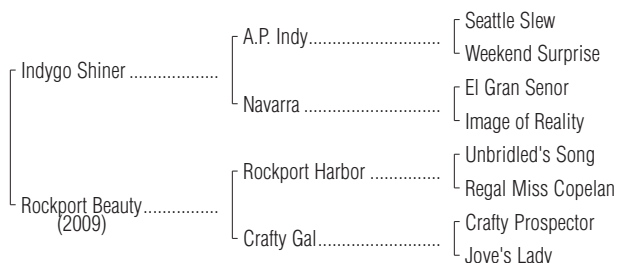 Seattle Slew
A.P. Indy
Weekend Surprise
Indygo Shiner
El Gran Senor
Navarra
Image of Reality
Unbridled's Song
Rockport Harbor
Regal Miss Copelan
Rockport Beauty
(2009)
Crafty Prospector
Crafty Gal
Jove's Lady